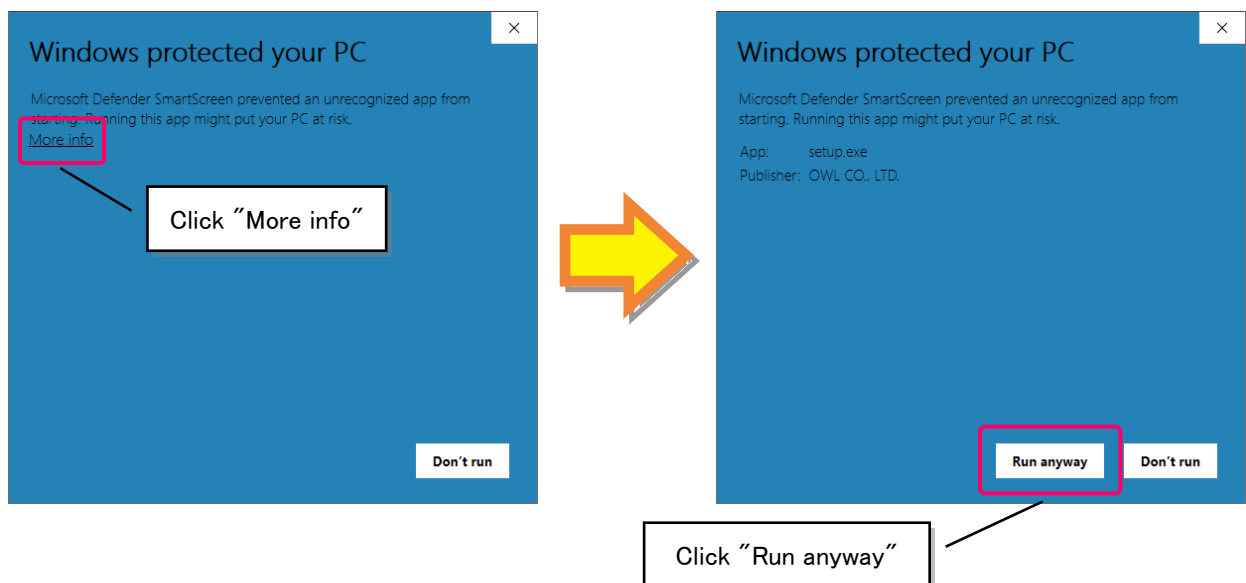 Windows protected your PC
Microsoft Defender SmartScreen prevented an unrecognized app from
starting. Running this app might put your PC at risk.
More info
Click "More info"
Don't run
Windows protected your PC
Microsoft Defender SmartScreen prevented an unrecognized app from
starting. Running this app might put your PC at risk.
App: setup.exe
Publisher: OWL CO., LTD.
Run anyway Don't run
Click "Run anyway"